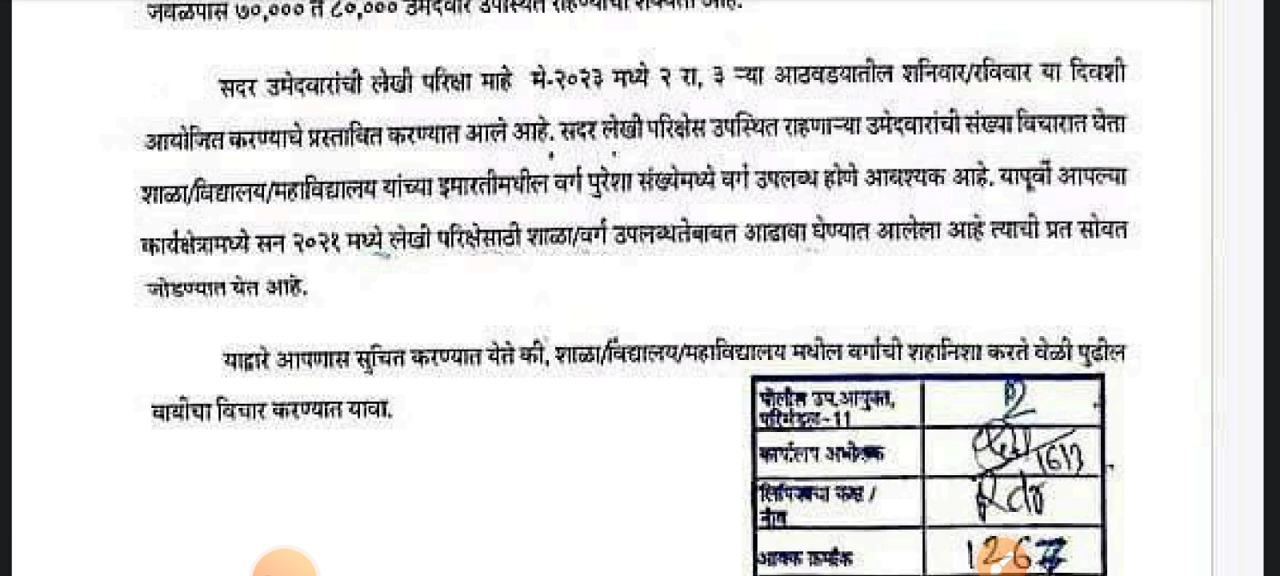 जवळपास ७०,००० ते ८०,००० उमेदवार उपस्थित राहण्याची शक्यता आहे.
सदर उमेदवारांची लेखी परिक्षा माहे मे-२०२३ मध्ये २ रा, ३ ऱ्या आठवडयातील शनिवार/रविवार या दिवशी
आयोजित करण्याचे प्रस्तावित करण्यात आले आहे. सदर लेखी परिक्षेस उपस्थित राहणाऱ्या उमेदवारांची संख्या विचारात घेता
शाळा/विद्यालय/महाविद्यालय यांच्या इमारतीमधील वर्ग पुरेशा संख्येमध्ये वर्ग उपलब्ध होणे आवश्यक आहे. यापूर्वी आपल्या
कार्यक्षेत्रामध्ये सन २०२१ मध्ये लेखी परिक्षेसाठी शाळा/वर्ग उपलब्धतेबाबत आढावा घेण्यात आलेला आहे त्याची प्रत सोबत
जोडण्यात येत आहे.
याद्वारे आपणास सुचित करण्यात येते की, शाळा/विद्यालय/महाविद्यालय मधील वर्गाची शहानिशा करते वेळी पुढील
बाबीचा विचार करण्यात यावा.
पोलीस उप.आयुक्त,
परिमंडळ-11
कार्यालय अधीक्षक
लिपिकाचा कक्ष /
नांव
आवक क्रमांक 1267